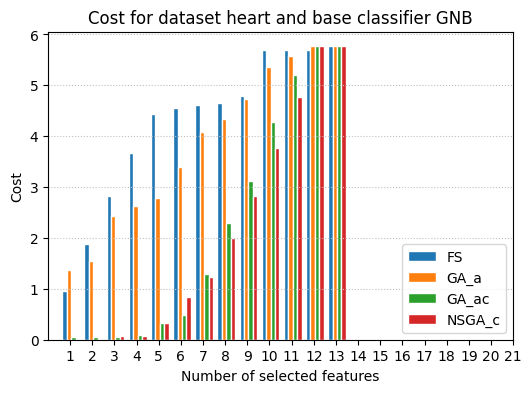 Cost for dataset heart and base classifier GNB
6
5
4
3
2
1
0
Cost
FS
GA_a
GA_ac
NSGA_c
1 2 3 4 5 6 7 8 9 10 11 12 13 14 15 16 17 18 19 20 21
Number of selected features